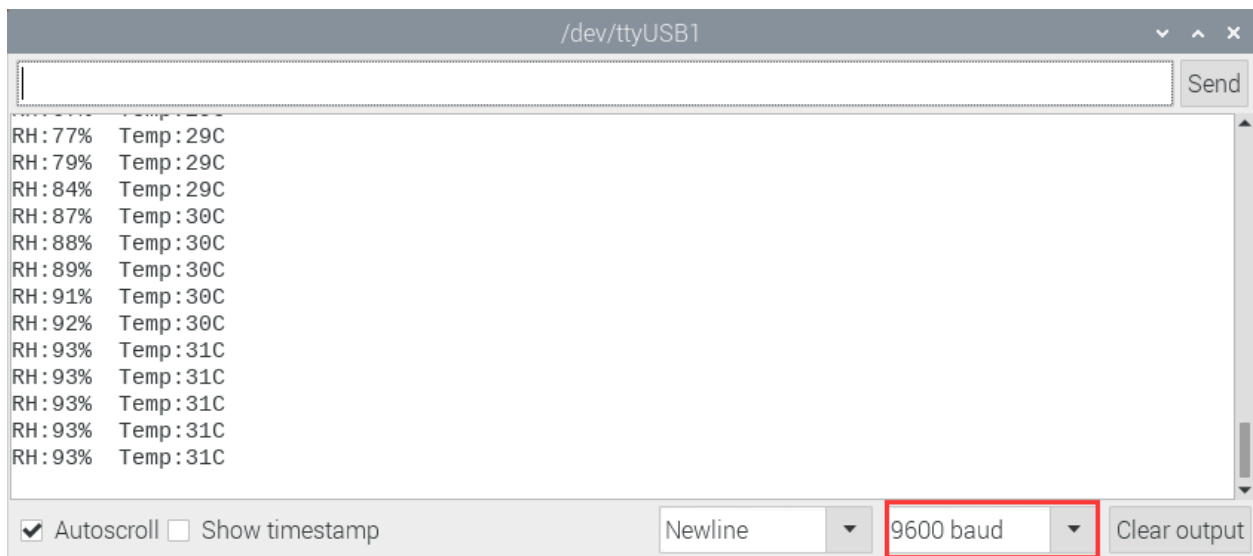 /dev/ttyUSB1
Send
RH:77%  Temp:29C
RH:79%  Temp:29C
RH:84%  Temp:29C
RH:87%  Temp:30C
RH:88%  Temp:30C
RH:89%  Temp:30C
RH:91%  Temp:30C
RH:92%  Temp:30C
RH:93%  Temp:31C
RH:93%  Temp:31C
RH:93%  Temp:31C
RH:93%  Temp:31C
RH:93%  Temp:31C
Autoscroll Show timestamp Newline 9600 baud Clear output